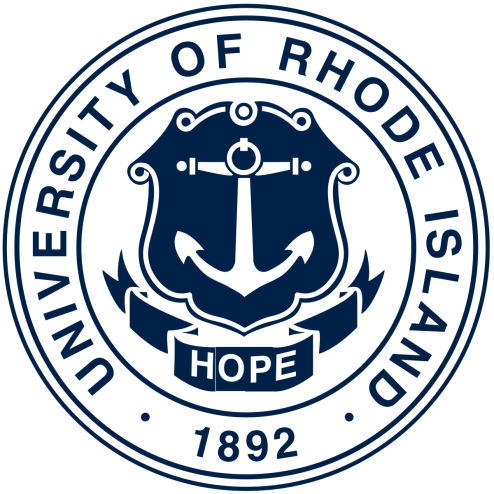 UNIVERSITY OF RHODE ISLAND
HOPE
1892